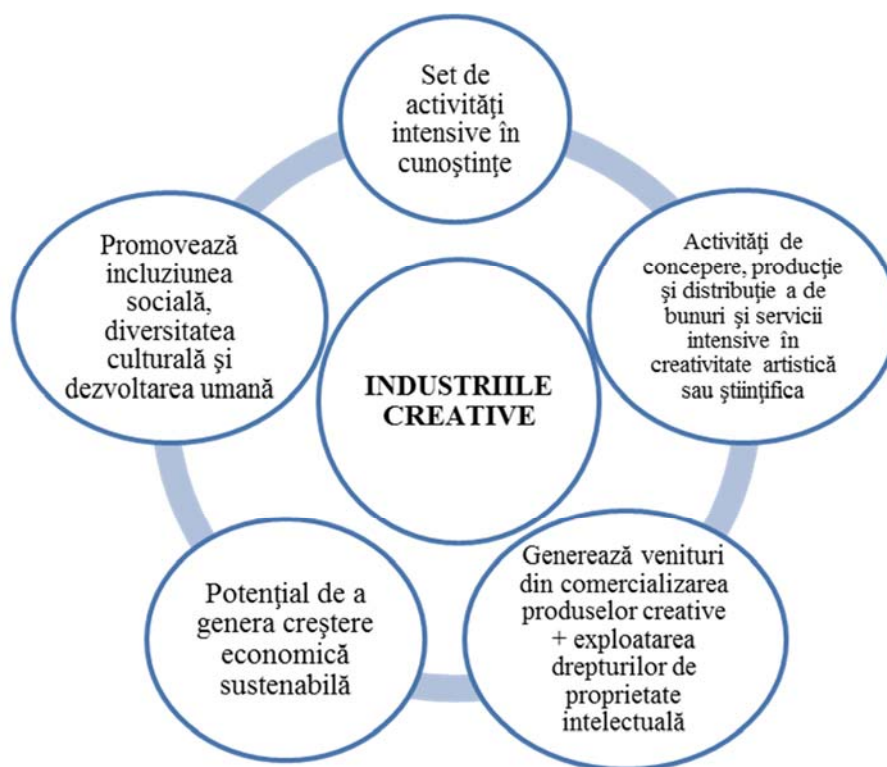 Set de
activităţi
intensive în
cunoştinţe
Activităţi de
concepere, producţie
şi distribuţie a de
bunuri şi servicii
intensive în
creativitate artistică
sau ştiinţifica
Generează venituri
din comercializarea
produselor creative
+ exploatarea
drepturilor de
proprietate
intelectuală
Potenţial de a
genera creştere
economică
sustenabilă
Promovează
incluziunea
socială,
diversitatea
culturală şi
dezvoltarea umană
INDUSTRIILE
CREATIVE